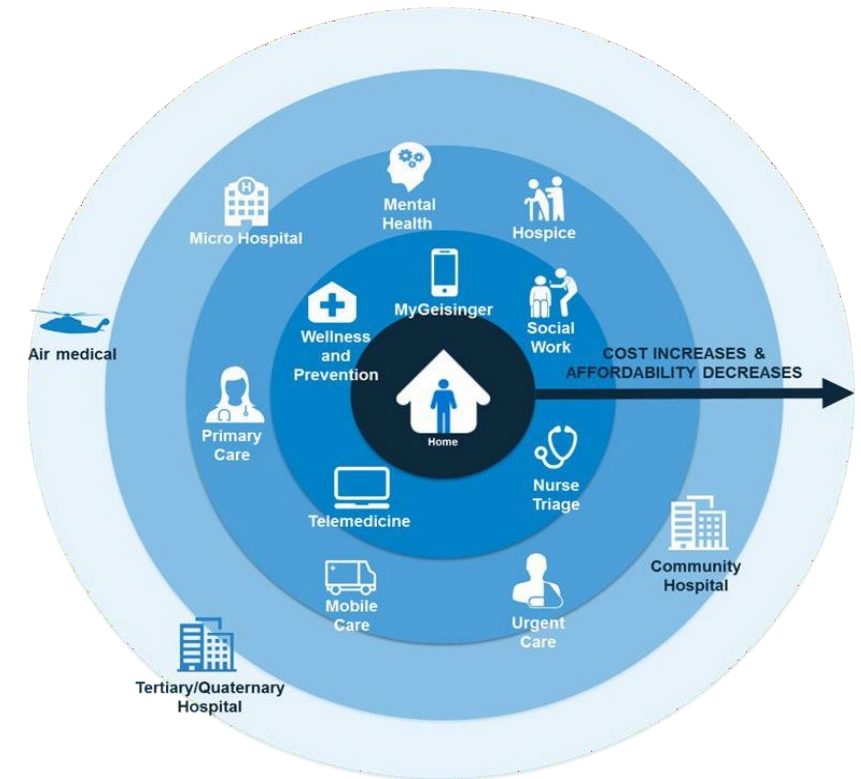 H
Mental
Health
Micro Hospital
Hospice
MyGeisinger
Wellness
and
Prevention
Social
Work
Air medical
COST INCREASES &
AFFORDABILITY DECREASES
Home
Primary
Care
Nurse
Triage
Telemedicine
Community
Hospital
Mobile
Care
Urgent
Care
Tertiary/Quaternary
Hospital